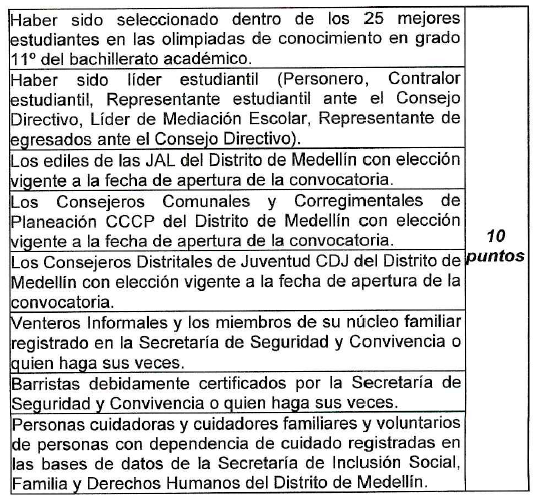 Haber sido seleccionado dentro de los 25 mejores
estudiantes en las olimpiadas de conocimiento en grado
11º del bachillerato académico.
Haber sido líder estudiantil (Personero, Contralor
estudiantil, Representante estudiantil ante el Consejo
Directivo, Líder de Mediación Escolar, Representante de
egresados ante el Consejo Directivo).
Los ediles de las JAL del Distrito de Medellín con elección
vigente a la fecha de apertura de la convocatoria.
Los Consejeros Comunales y Corregimentales de
Planeación CCCP del Distrito de Medellín con elección
vigente a la fecha de apertura de la convocatoria.
Los Consejeros Distritales de Juventud CDJ del Distrito de
Medellín con elección vigente a la fecha de apertura de la
convocatoria.
Venteros Informales y los miembros de su núcleo familiar
registrado en la Secretaría de Seguridad y Convivencia o
quien haga sus veces.
Barristas debidamente certificados por la Secretaría de
Seguridad y Convivencia o quien haga sus veces.
Personas cuidadoras y cuidadores familiares y voluntarios
de personas con dependencia de cuidado registradas en
las bases de datos de la Secretaría de Inclusión Social,
Familia y Derechos Humanos del Distrito de Medellín.
10
puntos